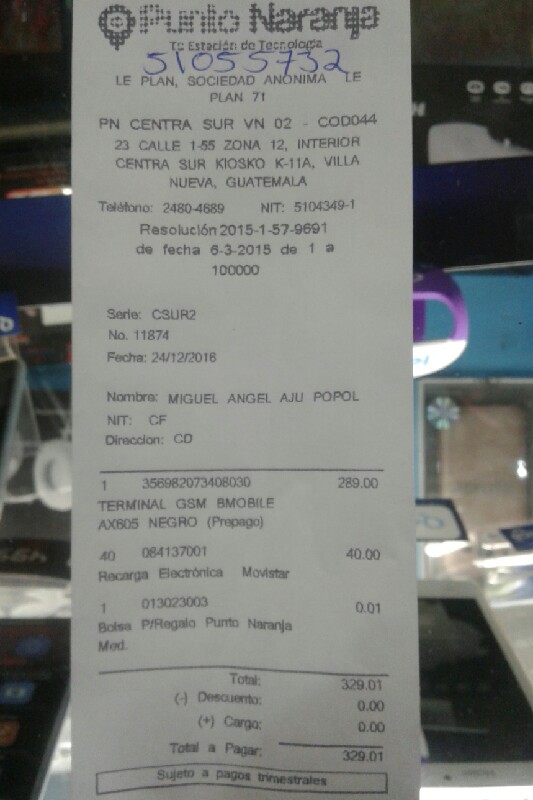 Punto Naranja
Tu Estación de Tecnología
51055732
LE PLAN, SOCIEDAD ANONIMA LE
PLAN 71
PN CENTRA SUR VN 02 - COD044
23 CALLE 1-55 ZONA 12, INTERIOR
CENTRA SUR KIOSKO K-11A, VILLA
NUEVA, GUATEMALA
Teléfono: 2480-4689 NIT: 5104349-1
Resolución 2015-1-57-9691
de fecha 6-3-2015 de 1 a
100000
Serie: CSUR2
No. 11874
Fecha: 24/12/2016
Nombre: MIGUEL ANGEL AJU POPOL
NIT: CF
Direccion: CD
1 356982073408030 289.00
TERMINAL GSM BMOBILE
AX605 NEGRO (Prepago)
40 084137001 40.00
Recarga Electrónica Movistar
1 013023003 0.01
Bolsa P/Regalo Punto Naranja
Med.
Total: 329.01
(-) Descuento: 0.00
(+) Cargo: 0.00
Total a Pagar: 329.01
Sujeto a pagos trimestrales